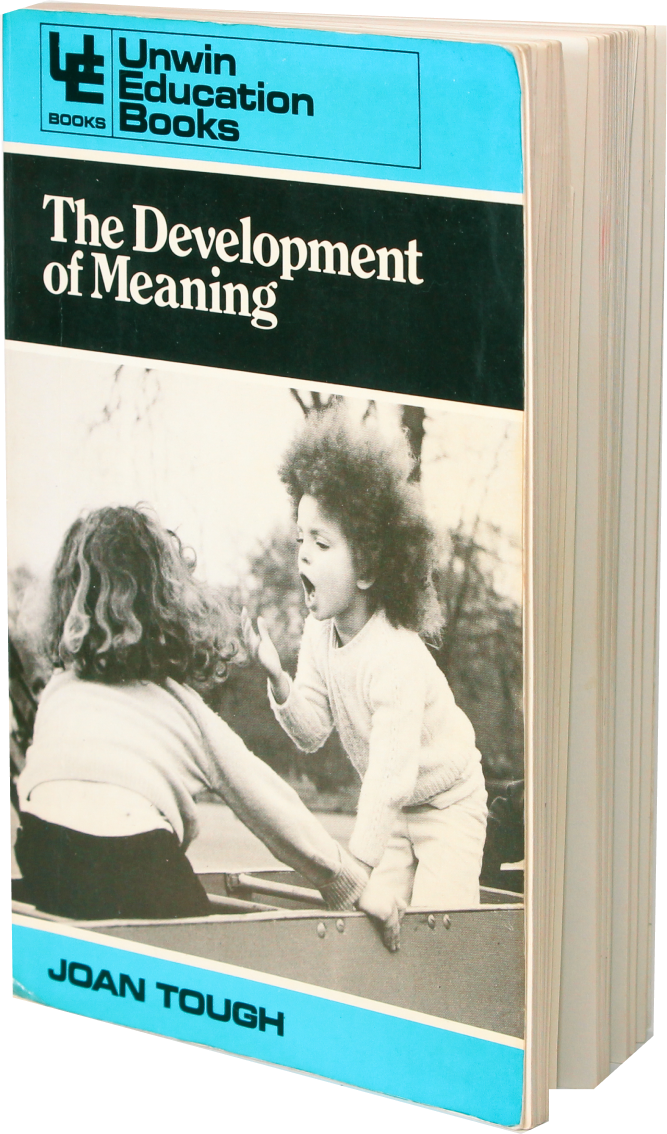 UE
BOOKS
Unwin
Education
Books
The Development
of Meaning
JOAN TOUGH